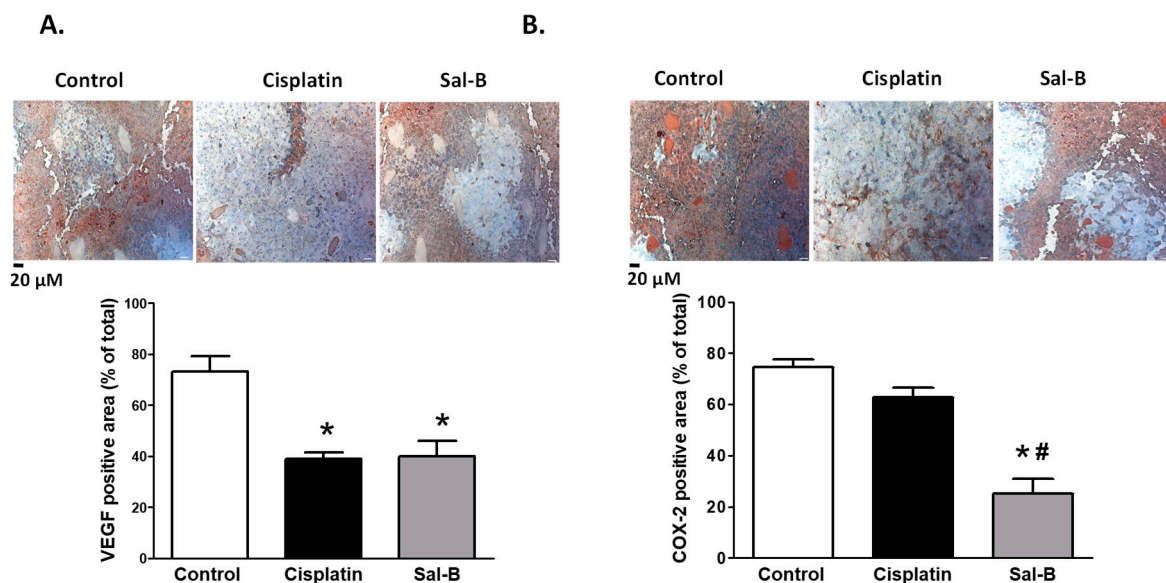 A.
Control Cisplatin Sal-B
20 μM
VEGF positive area (% of total)
100
80
60
40
20
0
*
*
Control Cisplatin Sal-B
B.
Control Cisplatin Sal-B
20 μM
COX-2 positive area (% of total)
100
80
60
40
20
0
* #
Control Cisplatin Sal-B